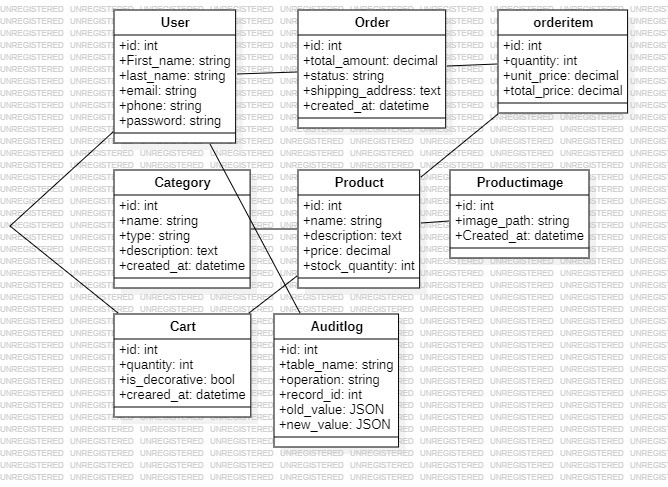 User
+id: int
+First_name: string
+last_name: string
+email: string
+phone: string
+password: string
Order
+id: int
+total_amount: decimal
+status: string
+shipping_address: text
+created_at: datetime
orderitem
+id: int
+quantity: int
+unit_price: decimal
+total_price: decimal
Category
+id: int
+name: string
+type: string
+description: text
+created_at: datetime
Product
+id: int
+name: string
+description: text
+price: decimal
+stock_quantity: int
Productimage
+id: int
+image_path: string
+Created_at: datetime
Cart
+id: int
+quantity: int
+is_decorative: bool
+creared_at: datetime
Auditlog
+id: int
+table_name: string
+operation: string
+record_id: int
+old_value: JSON
+new_value: JSON
UNREGISTERED